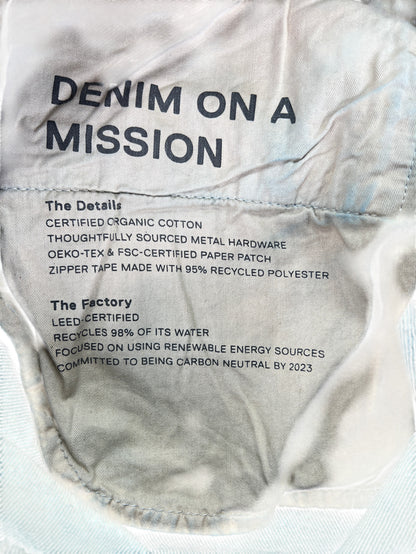 DENIM ON A
MISSION
The Details
CERTIFIED ORGANIC COTTON
THOUGHTFULLY SOURCED METAL HARDWARE
OEKO-TEX & FSC-CERTIFIED PAPER PATCH
ZIPPER TAPE MADE WITH 95% RECYCLED POLYESTER
The Factory
LEED-CERTIFIED
RECYCLES 98% OF ITS WATER
FOCUSED ON USING RENEWABLE ENERGY SOURCES
COMMITTED TO BEING CARBON NEUTRAL BY 2023